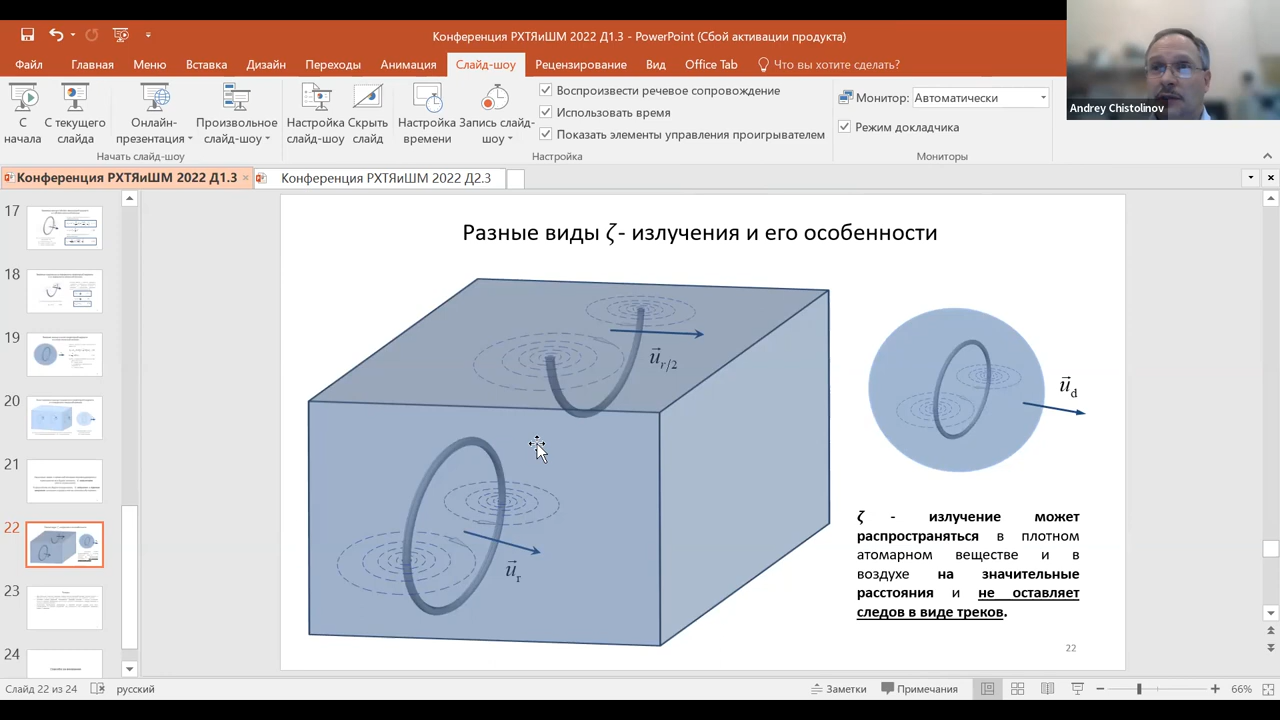 Конференция РХТЯиШМ 2022 Д1.3 - PowerPoint (Сбой активации продукта)
Файл Главная Меню Вставка Дизайн Переходы Анимация Слайд-шоу Рецензирование Вид Office Tab Что вы хотите сделать?
Andrey Chistolinov
С начала
С текущего слайда
Онлайн-презентация
Произвольное слайд-шоу
Начать слайд-шоу
Настройка слайд-шоу
Скрыть слайд
Настройка времени
Запись слайд-шоу
Воспроизвести речевое сопровождение
Использовать время
Показать элементы управления проигрывателем
Настройка
Монитор: Автоматически
Режим докладчика
Мониторы
Конференция РХТЯиШМ 2022 Д1.3
Конференция РХТЯиШМ 2022 Д2.3
17
18
19
20
21
22
23
24
Разные виды ζ- излучения и его особенности
u⃗ r/2
u⃗ r
u⃗ d
ζ - излучение может
распространяться в плотном
атомарном веществе и в
воздухе на значительные
расстояния и не оставляет
следов в виде треков.
22
Слайд 22 из 24 русский Заметки Примечания 66%